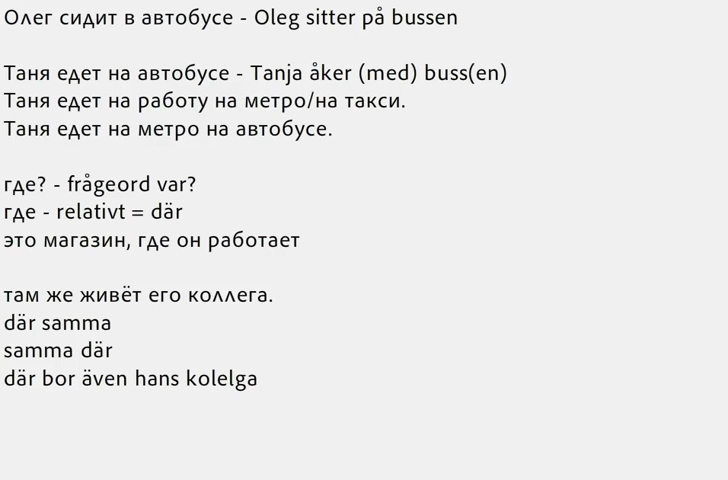 Олег сидит в автобусе - Oleg sitter på bussen
Таня едет на автобусе - Tanja åker (med) buss(en)
Таня едет на работу на метро/на такси.
Таня едет на метро на автобусе.
где? - frågeord var?
где - relativt = där
это магазин, где он работает
там же живёт его коллега.
där samma
samma där
där bor även hans kolelga